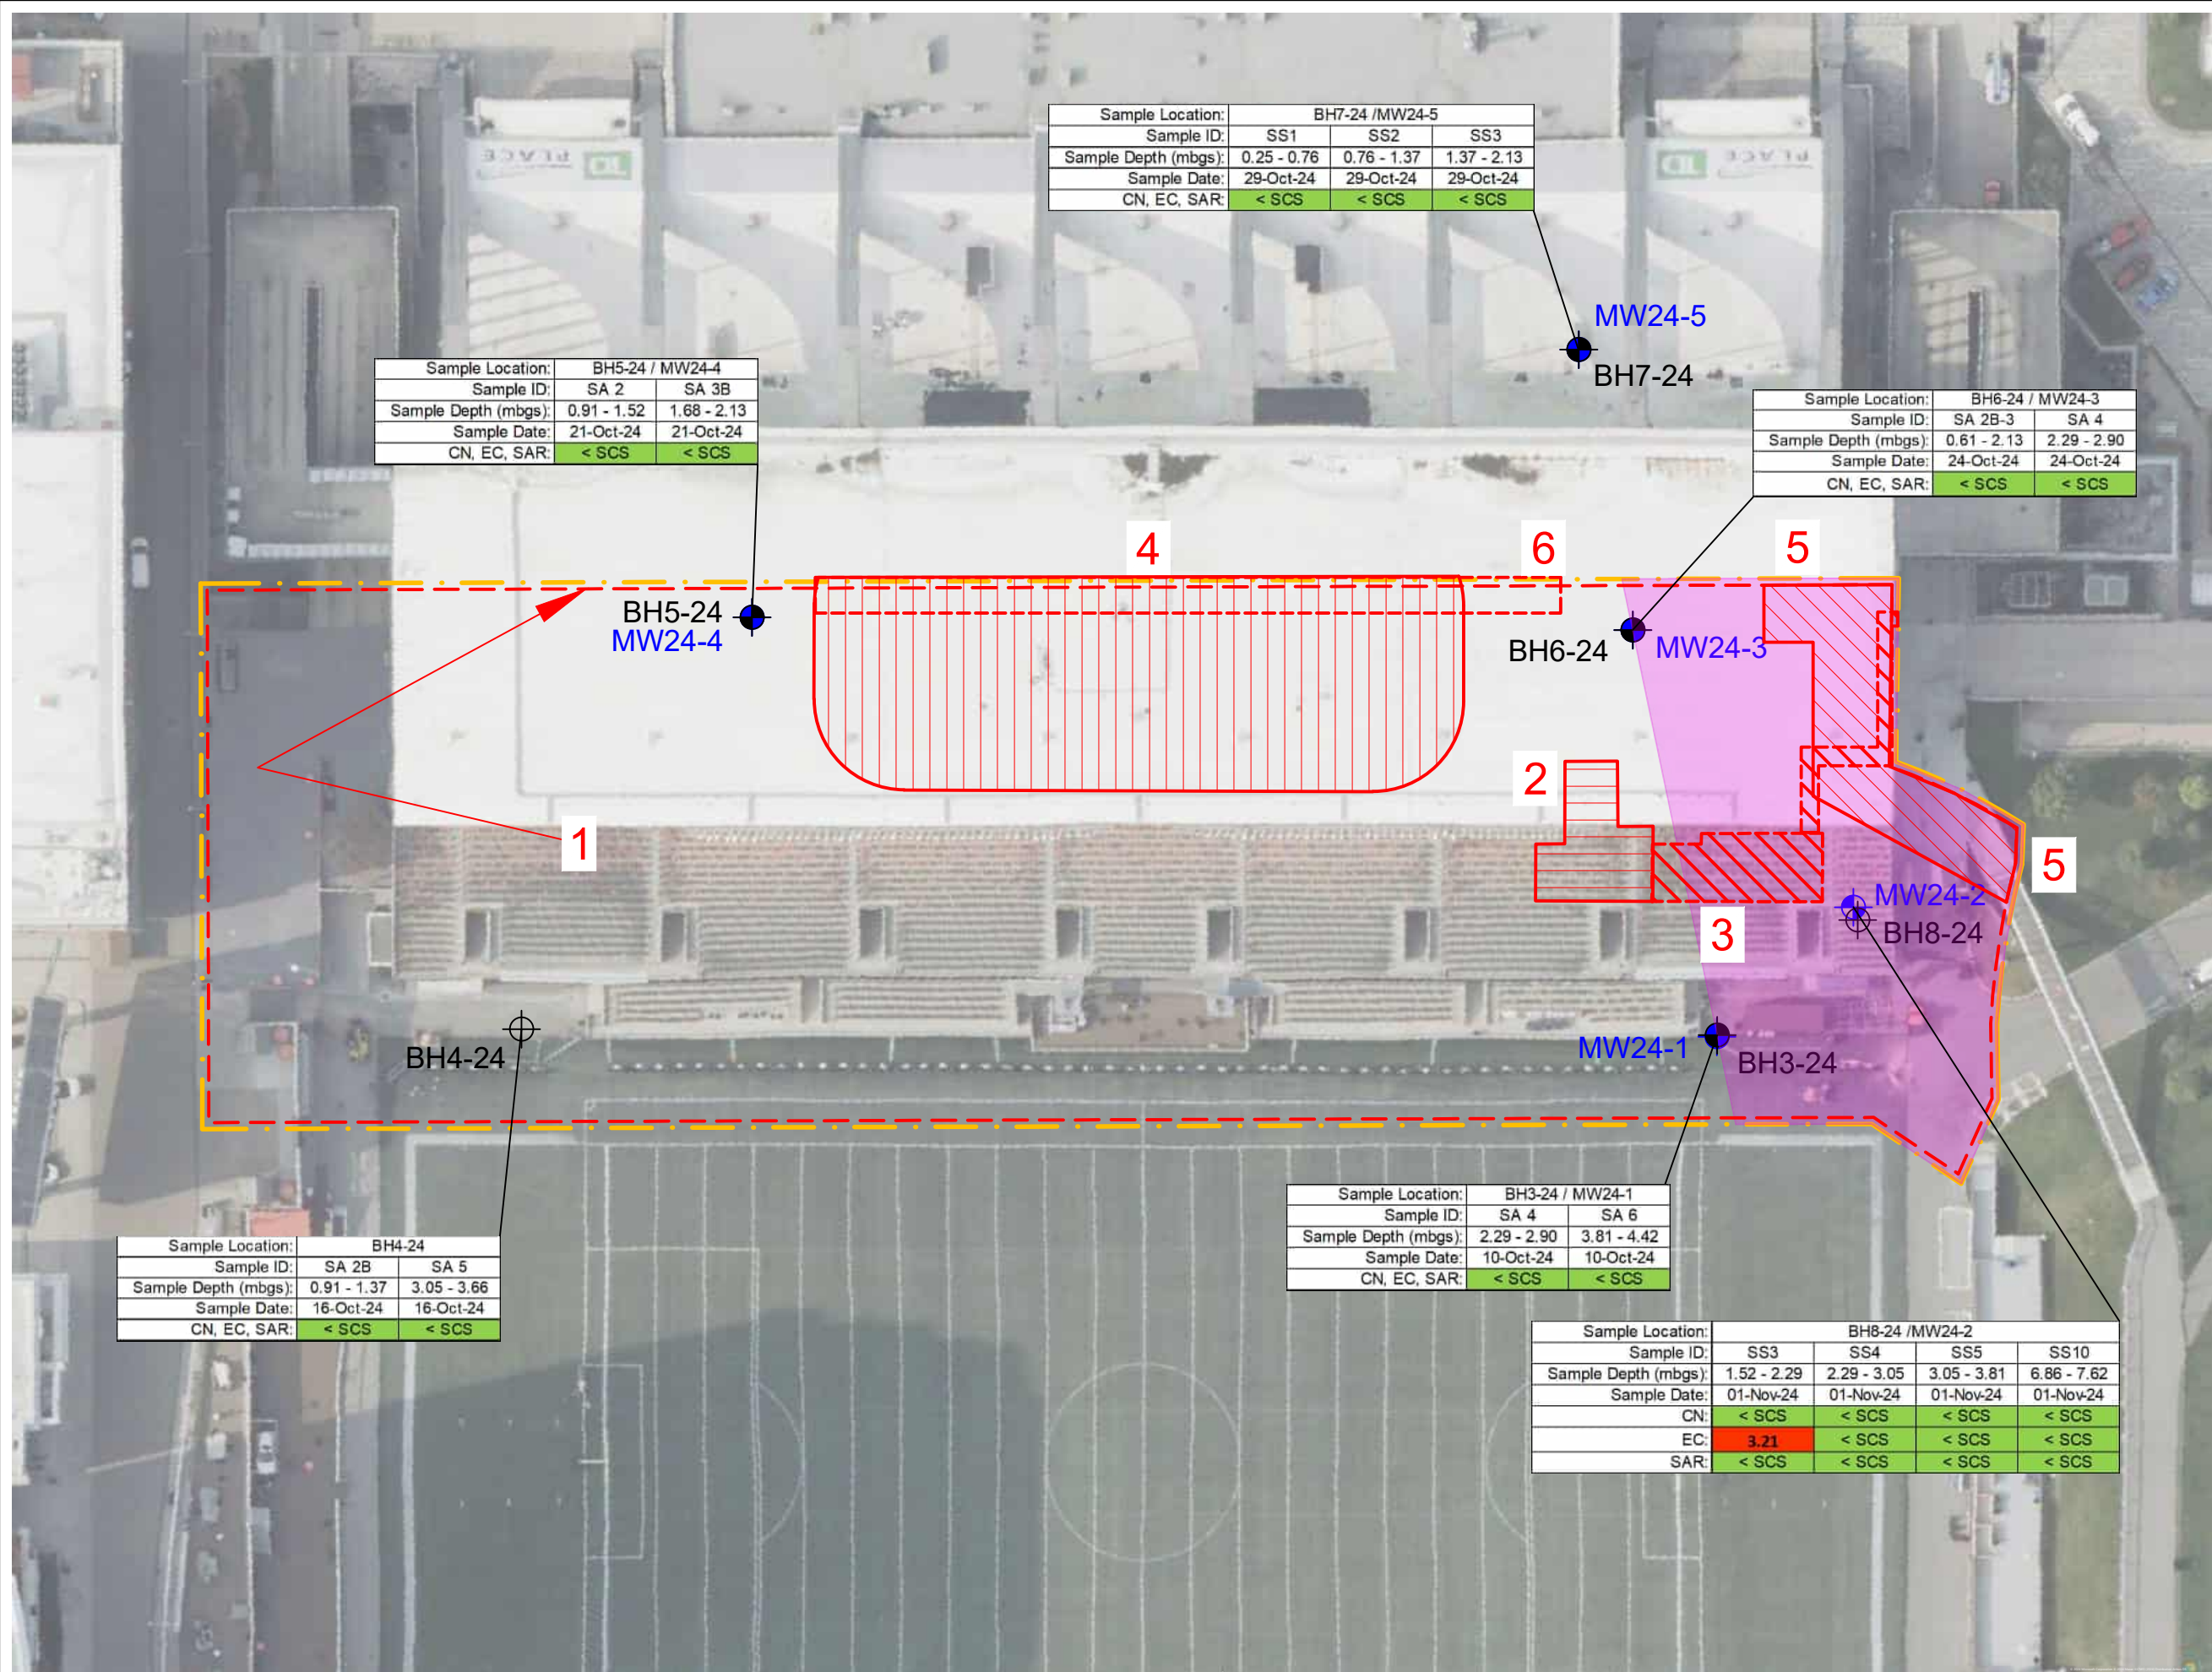 Sample Location: BH7-24 /MW24-5
Sample ID: SS1 SS2 SS3
Sample Depth (mbgs): 0.25 - 0.76 0.76 - 1.37 1.37 - 2.13
Sample Date: 29-Oct-24 29-Oct-24 29-Oct-24
CN, EC, SAR: < SCS < SCS < SCS
TD PLACE
TD PLACE
MW24-5
BH7-24
Sample Location: BH5-24 / MW24-4
Sample ID: SA 2 SA 3B
Sample Depth (mbgs): 0.91 - 1.52 1.68 - 2.13
Sample Date: 21-Oct-24 21-Oct-24
CN, EC, SAR: < SCS < SCS
Sample Location: BH6-24 / MW24-3
Sample ID: SA 2B-3 SA 4
Sample Depth (mbgs): 0.61 - 2.13 2.29 - 2.90
Sample Date: 24-Oct-24 24-Oct-24
CN, EC, SAR: < SCS < SCS
4
6
5
BH5-24
MW24-4
BH6-24
MW24-3
2
1
5
3
MW24-2
BH8-24
BH4-24
MW24-1
BH3-24
Sample Location: BH3-24 / MW24-1
Sample ID: SA 4 SA 6
Sample Depth (mbgs): 2.29 - 2.90 3.81 - 4.42
Sample Date: 10-Oct-24 10-Oct-24
CN, EC, SAR: < SCS < SCS
Sample Location: BH4-24
Sample ID: SA 2B SA 5
Sample Depth (mbgs): 0.91 - 1.37 3.05 - 3.66
Sample Date: 16-Oct-24 16-Oct-24
CN, EC, SAR: < SCS < SCS
Sample Location: BH8-24 /MW24-2
Sample ID: SS3 SS4 SS5 SS10
Sample Depth (mbgs): 1.52 - 2.29 2.29 - 3.05 3.05 - 3.81 6.86 - 7.62
Sample Date: 01-Nov-24 01-Nov-24 01-Nov-24 01-Nov-24
CN: < SCS < SCS < SCS < SCS
EC: 3.21 < SCS < SCS < SCS
SAR: < SCS < SCS < SCS < SCS